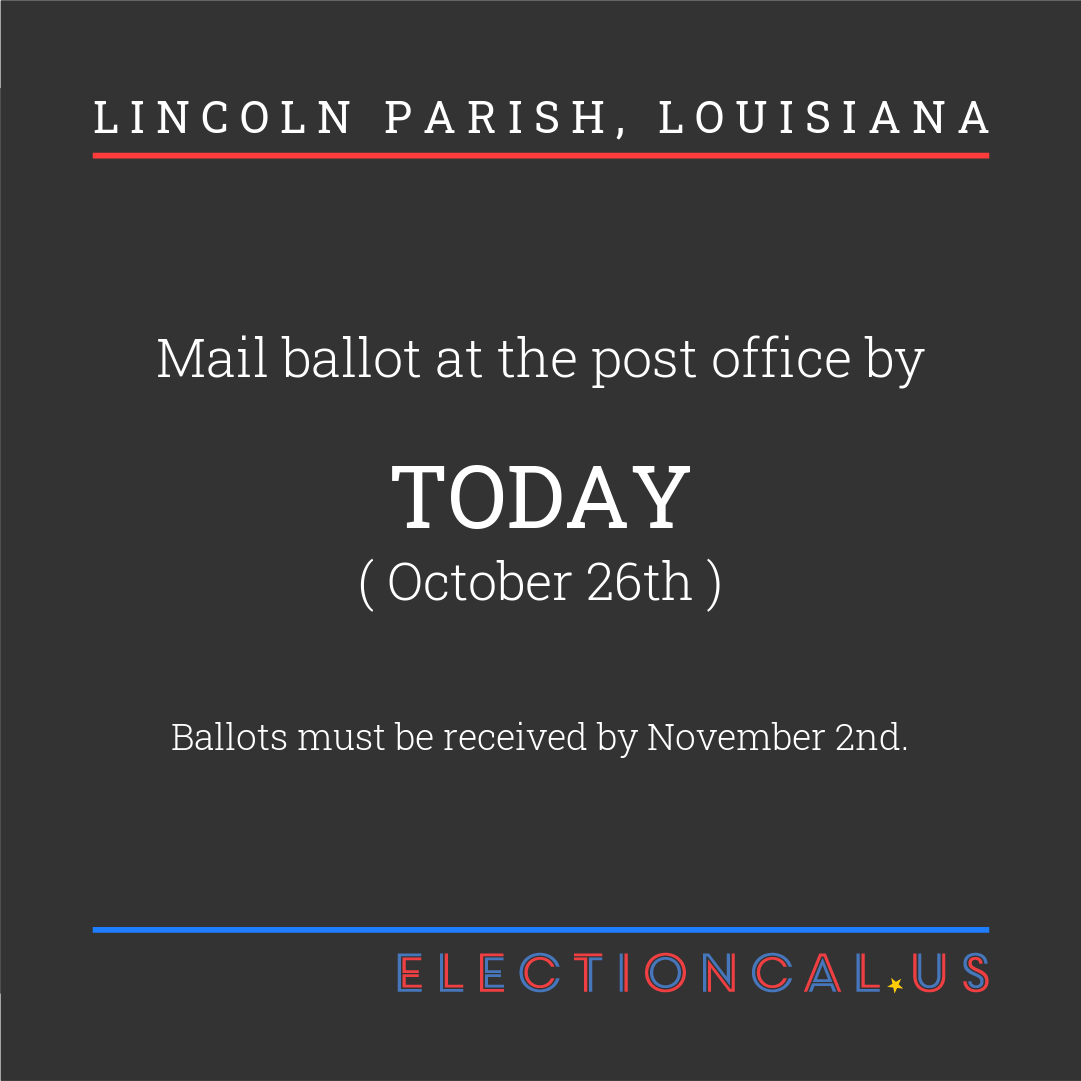 LINCOLN PARISH, LOUISIANA
Mail ballot at the post office by
TODAY
( October 26th )
Ballots must be received by November 2nd.
ELECTIONCAL.US